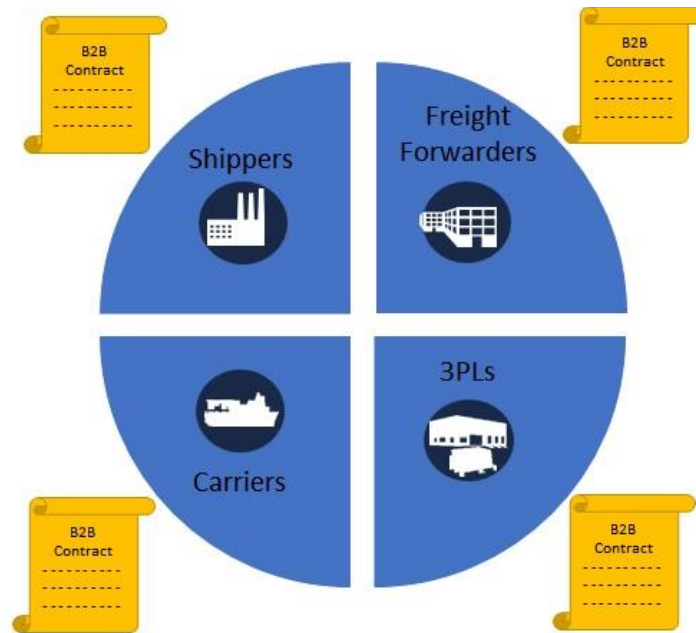 B2B
Contract
B2B
Contract
Shippers
Freight
Forwarders
Carriers
3PLs
B2B
Contract
B2B
Contract